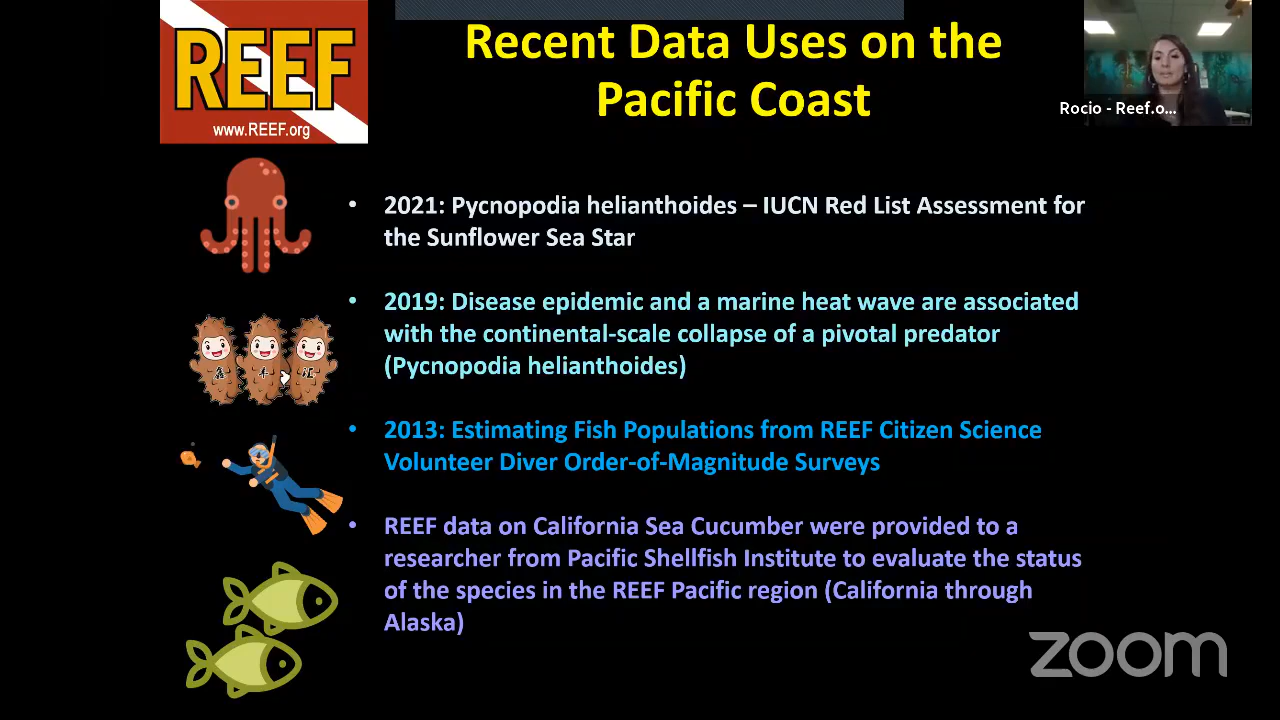 REEF
www.REEF.org
Recent Data Uses on the
Pacific Coast
Rocio - Reef.o...
• 2021: Pycnopodia helianthoides – IUCN Red List Assessment for
the Sunflower Sea Star
• 2019: Disease epidemic and a marine heat wave are associated
with the continental-scale collapse of a pivotal predator
(Pycnopodia helianthoides)
• 2013: Estimating Fish Populations from REEF Citizen Science
Volunteer Diver Order-of-Magnitude Surveys
• REEF data on California Sea Cucumber were provided to a
researcher from Pacific Shellfish Institute to evaluate the status
of the species in the REEF Pacific region (California through
Alaska)
zoom